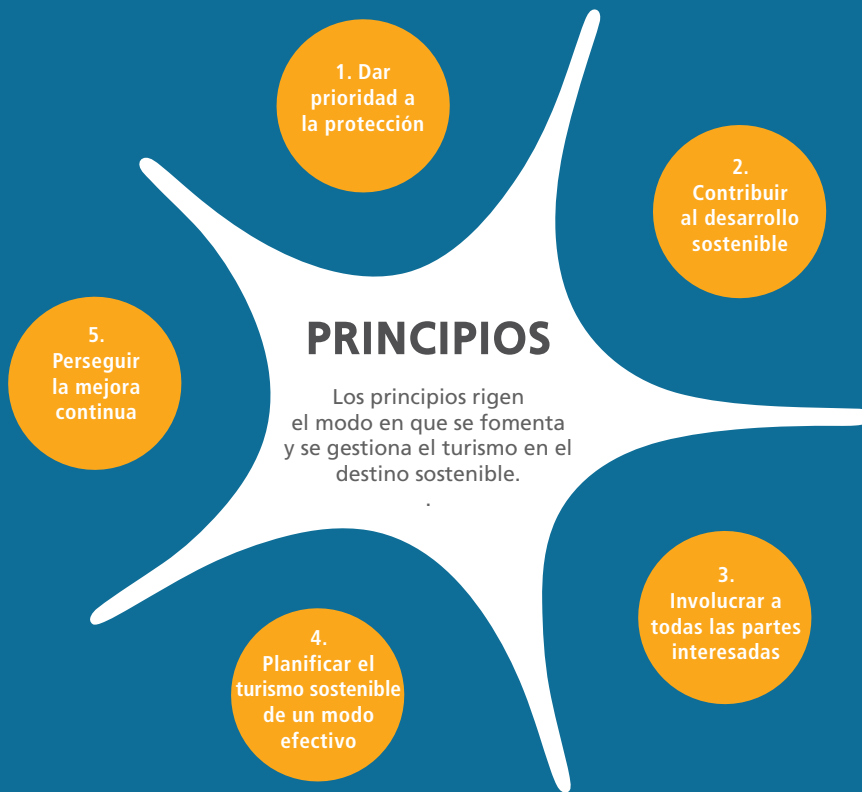 PRINCIPIOS
Los principios rigen
el modo en que se fomenta
y se gestiona el turismo en el
destino sostenible.
.
1. Dar
prioridad a
la protección
2.
Contribuir
al desarrollo
sostenible
3.
Involucrar a
todas las partes
interesadas
4.
Planificar el
turismo sostenible
de un modo
efectivo
5.
Perseguir
la mejora
continua